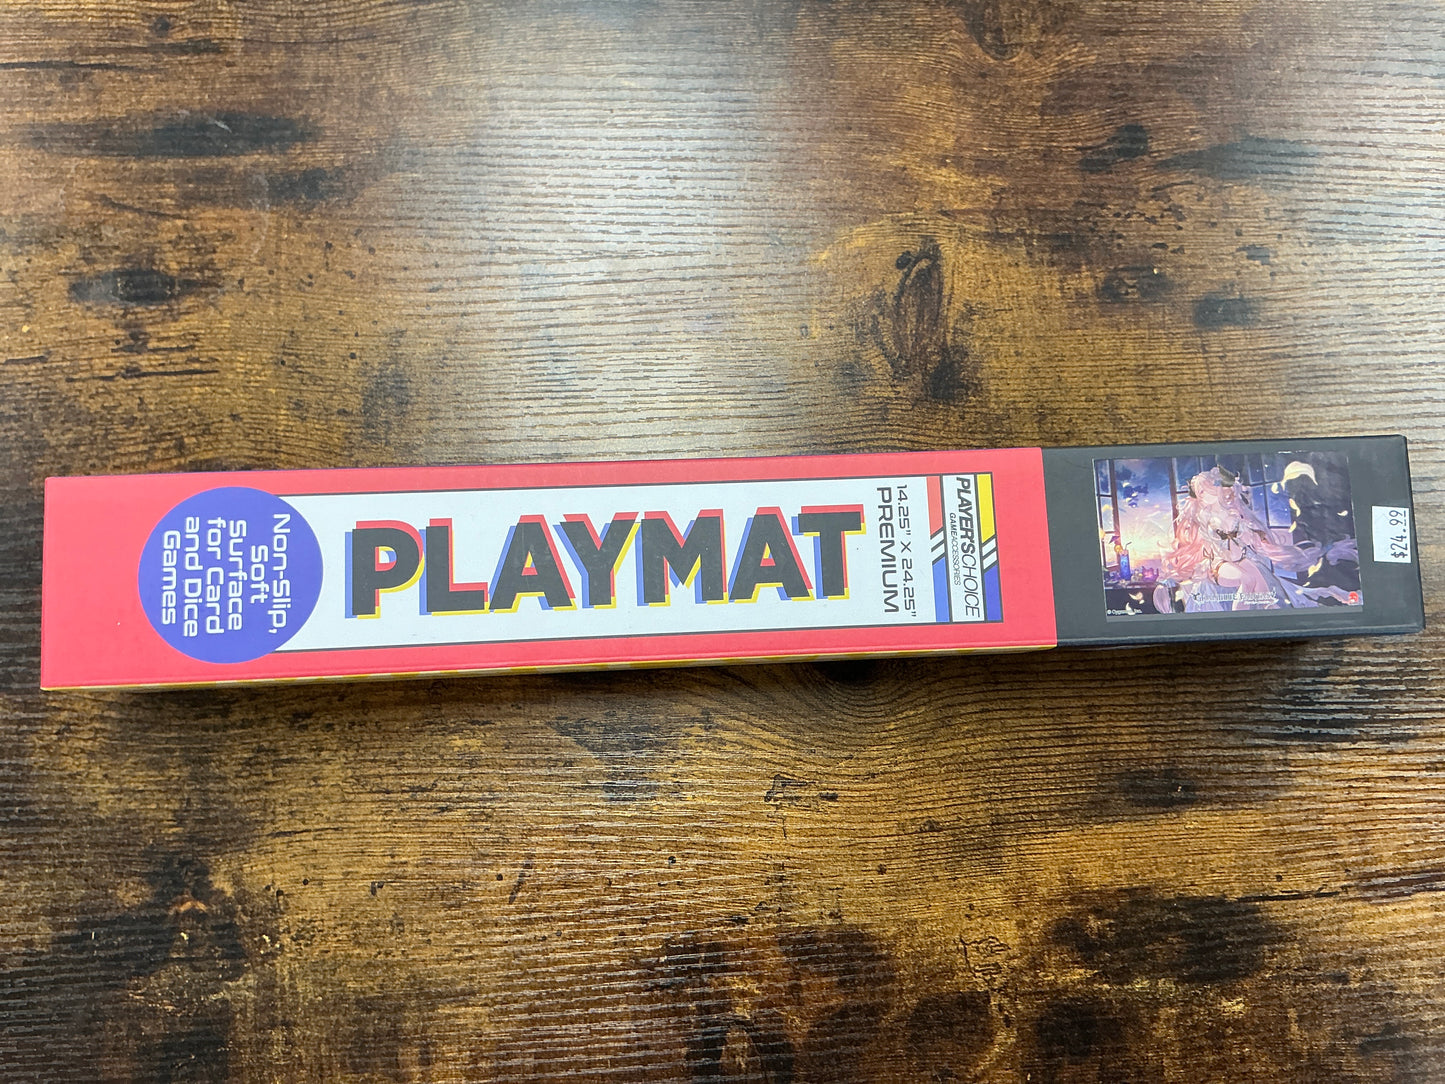 Non-Slip,
Soft
Surface
for Card
and Dice
Games
PLAYMAT
14.25" X 24.25"
PREMIUM
PLAYER'S CHOICE
GAME ACCESSORIES
$24.99